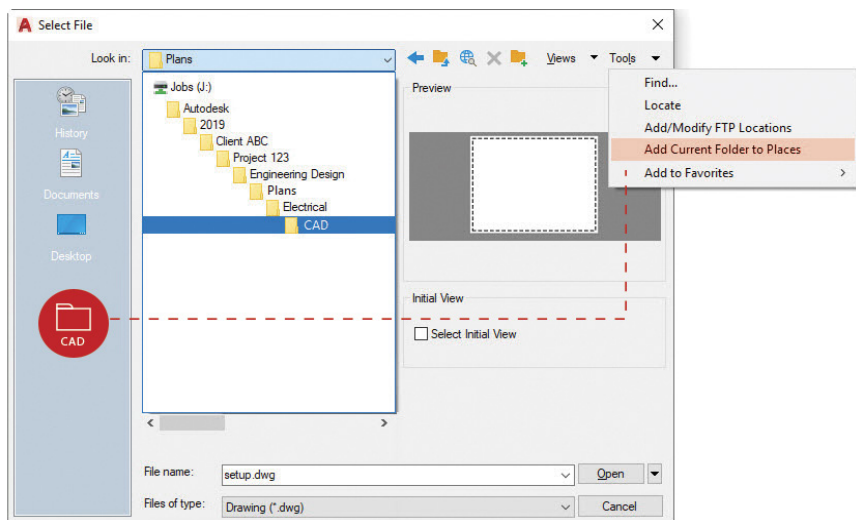 Select File
Look in:
Plans
Views
Tools
Find...
Locate
Add/Modify FTP Locations
Add Current Folder to Places
Add to Favorites
History
Documents
Desktop
CAD
Jobs (J:)
Autodesk
2019
Client ABC
Project 123
Engineering Design
Plans
Electrical
CAD
Preview
Initial View
Select Initial View
File name:
setup.dwg
Open
Files of type:
Drawing (*.dwg)
Cancel